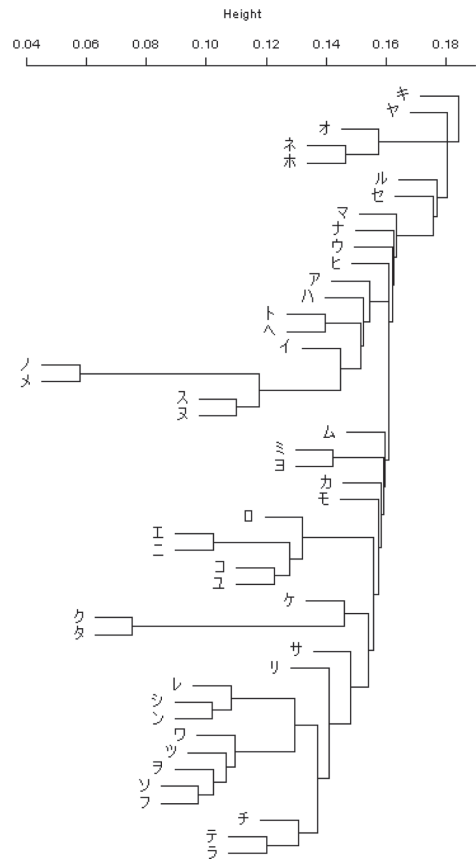 Height
0.04 0.06 0.08 0.10 0.12 0.14 0.16 0.18
キ
ヤ
オ
ネ
ホ
ル
セ
マ
ナ
ウ
ヒ
ア
ハ
ト
ヘ
イ
ノ
メ
ス
ヌ
ム
ミ
ヨ
カ
モ
ロ
エ
ニ
コ
ユ
ケ
ク
タ
サ
リ
レ
シ
ン
ワ
ツ
ヲ
ソ
フ
チ
テ
ラ